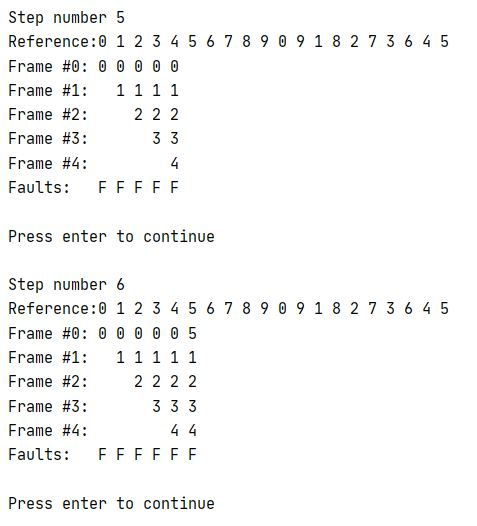 Step number 5
Reference:0 1 2 3 4 5 6 7 8 9 0 9 1 8 2 7 3 6 4 5
Frame #0: 0 0 0 0 0
Frame #1:   1 1 1 1
Frame #2:     2 2 2
Frame #3:       3 3
Frame #4:         4
Faults:   F F F F F

Press enter to continue

Step number 6
Reference:0 1 2 3 4 5 6 7 8 9 0 9 1 8 2 7 3 6 4 5
Frame #0: 0 0 0 0 0 5
Frame #1:   1 1 1 1 1
Frame #2:     2 2 2 2
Frame #3:       3 3 3
Frame #4:         4 4
Faults:   F F F F F F

Press enter to continue